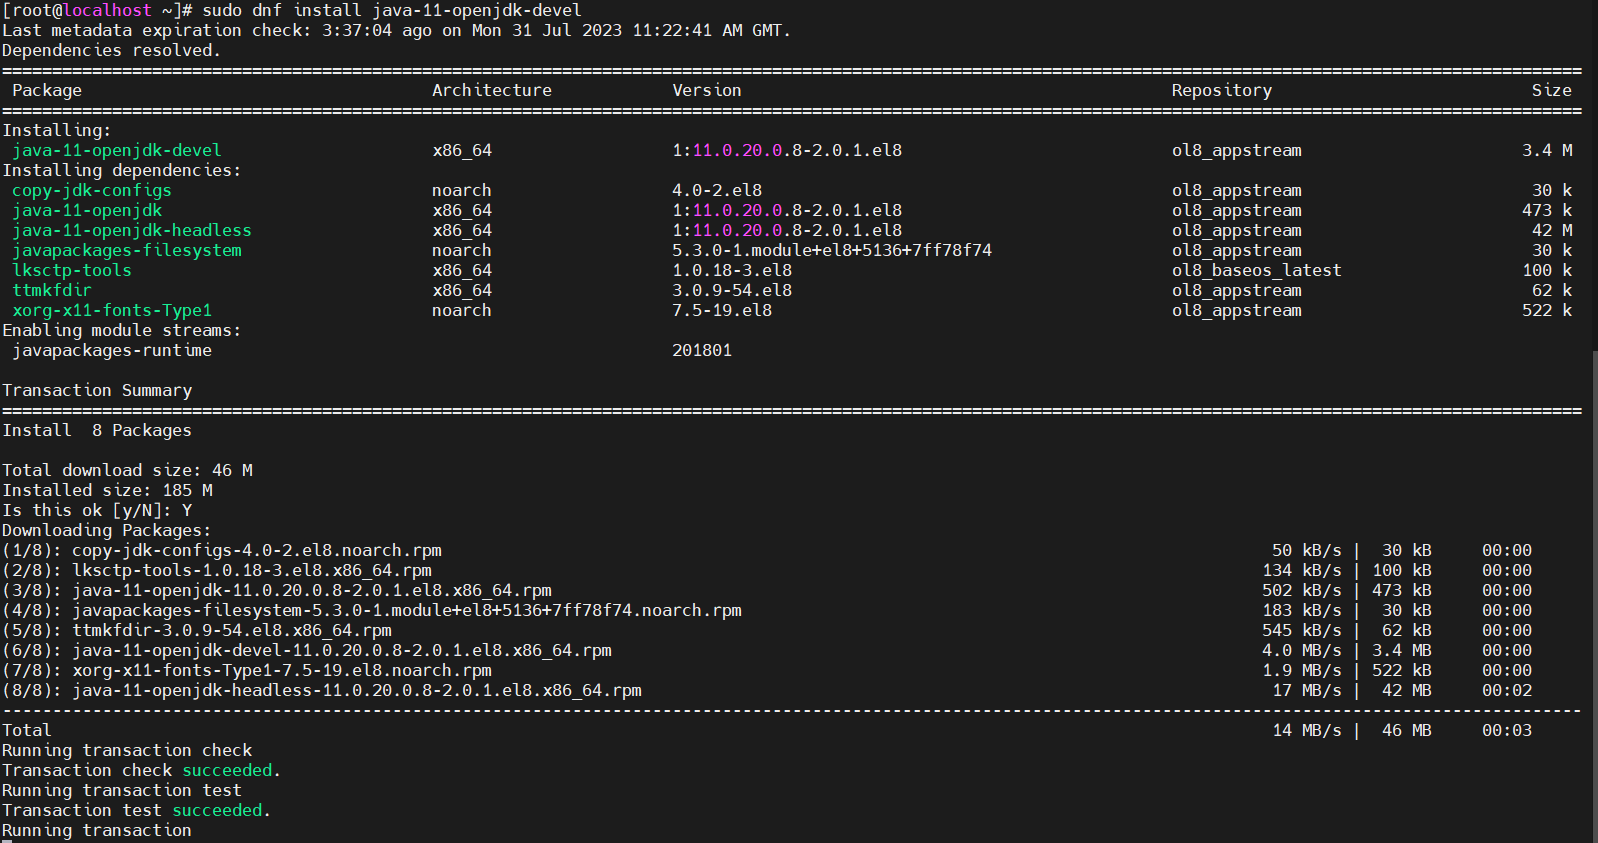 [root@localhost ~]# sudo dnf install java-11-openjdk-devel
Last metadata expiration check: 3:37:04 ago on Mon 31 Jul 2023 11:22:41 AM GMT.
Dependencies resolved.
==============================================================================================================================================================
Package Architecture Version Repository Size
==============================================================================================================================================================
Installing:
java-11-openjdk-devel x86_64 1:11.0.20.0.8-2.0.1.el8 ol8_appstream 3.4 M
Installing dependencies:
copy-jdk-configs noarch 4.0-2.el8 ol8_appstream 30 k
java-11-openjdk x86_64 1:11.0.20.0.8-2.0.1.el8 ol8_appstream 473 k
java-11-openjdk-headless x86_64 1:11.0.20.0.8-2.0.1.el8 ol8_appstream 42 M
javapackages-filesystem noarch 5.3.0-1.module+el8+5136+7ff78f74 ol8_appstream 30 k
lksctp-tools x86_64 1.0.18-3.el8 ol8_baseos_latest 100 k
ttmkfdir x86_64 3.0.9-54.el8 ol8_appstream 62 k
xorg-x11-fonts-Type1 noarch 7.5-19.el8 ol8_appstream 522 k
Enabling module streams:
javapackages-runtime 201801
Transaction Summary
==============================================================================================================================================================
Install 8 Packages
Total download size: 46 M
Installed size: 185 M
Is this ok [y/N]: Y
Downloading Packages:
(1/8): copy-jdk-configs-4.0-2.el8.noarch.rpm 50 kB/s | 30 kB 00:00
(2/8): lksctp-tools-1.0.18-3.el8.x86_64.rpm 134 kB/s | 100 kB 00:00
(3/8): java-11-openjdk-11.0.20.0.8-2.0.1.el8.x86_64.rpm 502 kB/s | 473 kB 00:00
(4/8): javapackages-filesystem-5.3.0-1.module+el8+5136+7ff78f74.noarch.rpm 183 kB/s | 30 kB 00:00
(5/8): ttmkfdir-3.0.9-54.el8.x86_64.rpm 545 kB/s | 62 kB 00:00
(6/8): java-11-openjdk-devel-11.0.20.0.8-2.0.1.el8.x86_64.rpm 4.0 MB/s | 3.4 MB 00:00
(7/8): xorg-x11-fonts-Type1-7.5-19.el8.noarch.rpm 1.9 MB/s | 522 kB 00:00
(8/8): java-11-openjdk-headless-11.0.20.0.8-2.0.1.el8.x86_64.rpm 17 MB/s | 42 MB 00:02
--------------------------------------------------------------------------------------------------------------------------------------------------------------
Total 14 MB/s | 46 MB 00:03
Running transaction check
Transaction check succeeded.
Running transaction test
Transaction test succeeded.
Running transaction